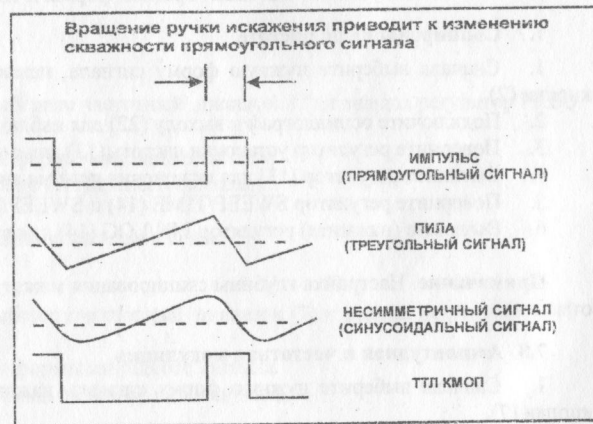 Вращение ручки искажения приводит к изменению
скважности прямоугольного сигнала
ИМПУЛЬС
(ПРЯМОУГОЛЬНЫЙ СИГНАЛ)
ПИЛА
(ТРЕУГОЛЬНЫЙ СИГНАЛ)
НЕСИММЕТРИЧНЫЙ СИГНАЛ
(СИНУСОИДАЛЬНЫЙ СИГНАЛ)
ТТЛ КМОП